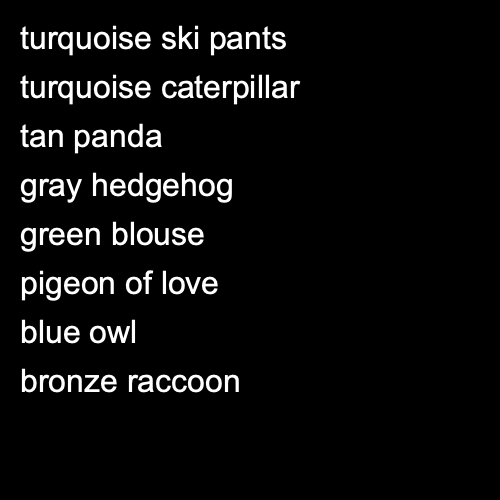 turquoise ski pants
turquoise caterpillar
tan panda
gray hedgehog
green blouse
pigeon of love
blue owl
bronze raccoon